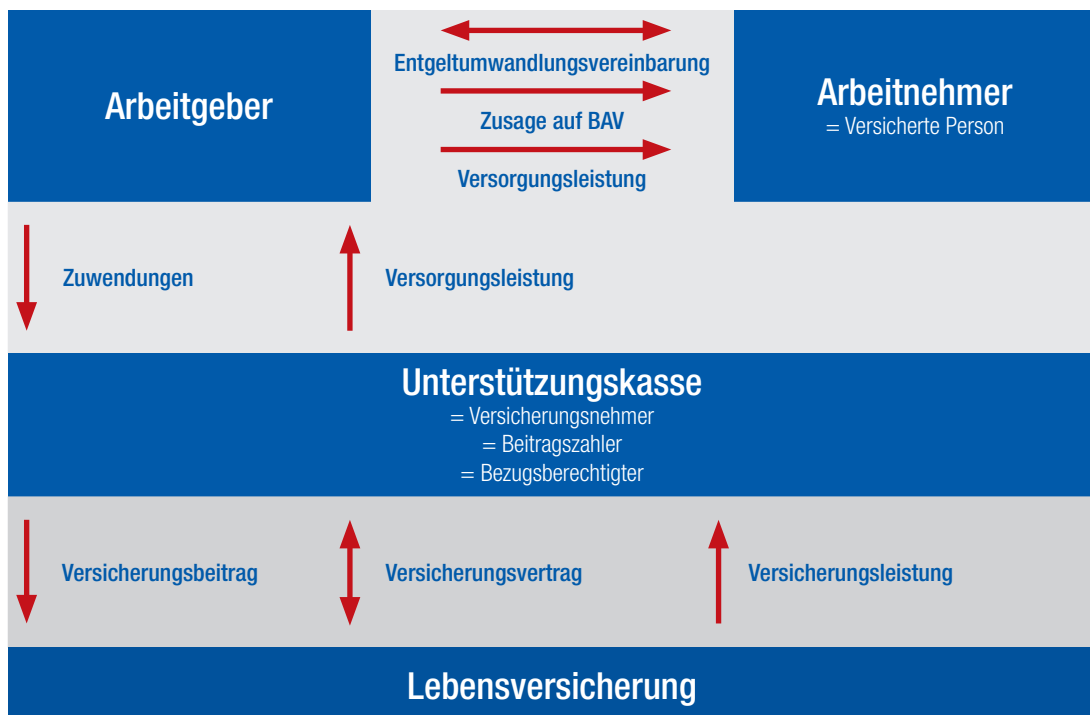 Arbeitgeber
Entgeltumwandlungsvereinbarung
Zusage auf BAV
Versorgungsleistung
Arbeitnehmer
= Versicherte Person
Zuwendungen
Versorgungsleistung
Unterstützungskasse
= Versicherungsnehmer
= Beitragszahler
= Bezugsberechtigter
Versicherungsbeitrag
Versicherungsvertrag
Versicherungsleistung
Lebensversicherung